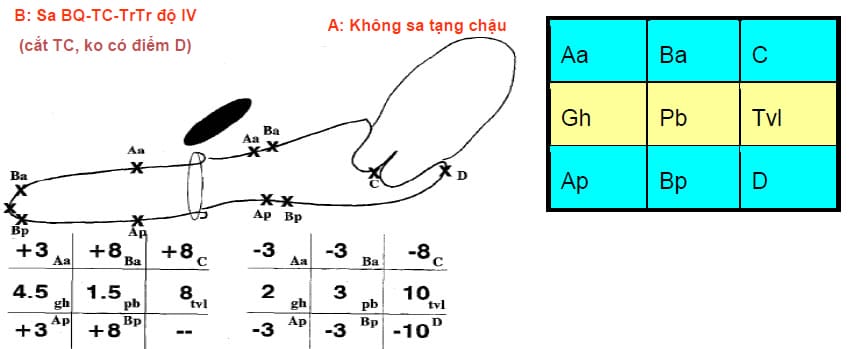 B: Sa BQ-TC-TrTr độ IV
(cắt TC, ko có điểm D)
A: Không sa tạng chậu
Aa Ba C
Gh Pb Tvl
Ap Bp D
Aa
Ba
Bp
Ap
Aa Ba
Ap Bp
C
D
+3 Aa +8 Ba +8 C
4.5 gh 1.5 pb 8 tvl
+3 Ap +8 Bp --
-3 Aa -3 Ba -8 C
2 gh 3 pb 10 tvl
-3 Ap -3 Bp -10 D